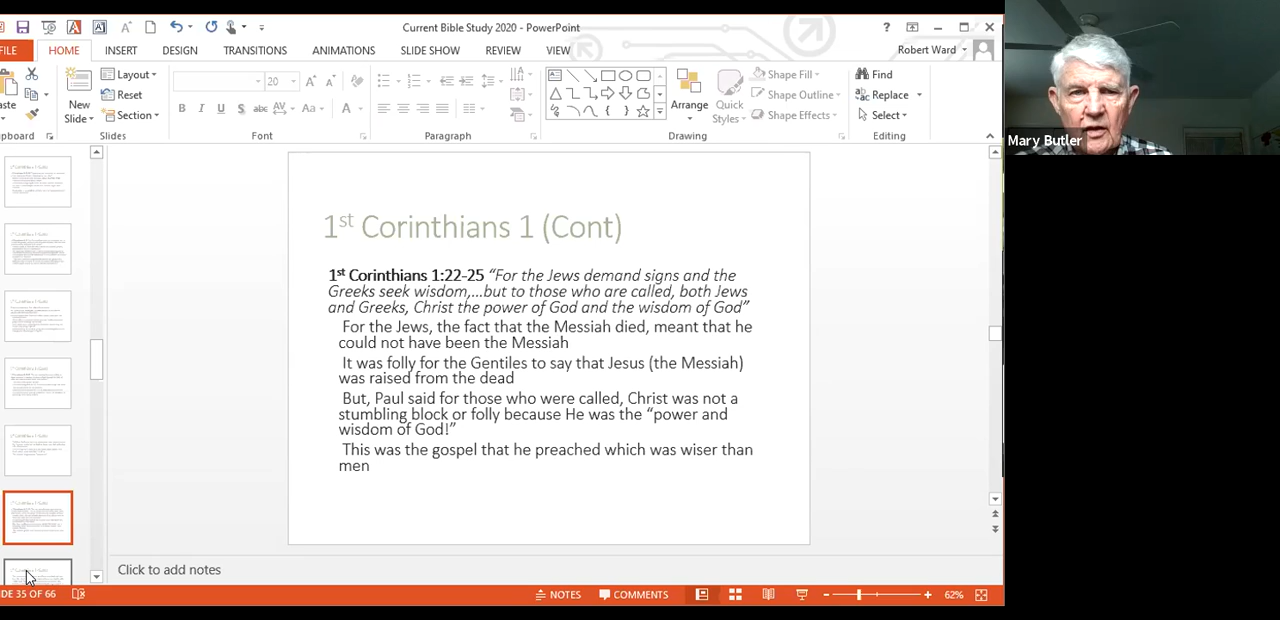 Current Bible Study 2020 - PowerPoint
FILE HOME INSERT DESIGN TRANSITIONS ANIMATIONS SLIDE SHOW REVIEW VIEW
Robert Ward
Layout
Reset
Section
New
Slide
Slides
20
B I U S abc AV Aa A
Font
Paragraph
Arrange
Quick
Styles
Shape Fill
Shape Outline
Shape Effects
Drawing
Find
Replace
Select
Editing
Mary Butler
1st Corinthians 1 (Cont)
1st Corinthians 1:22-25 “For the Jews demand signs and the
Greeks seek wisdom,...but to those who are called, both Jews
and Greeks, Christ the power of God and the wisdom of God”
For the Jews, the fact that the Messiah died, meant that he
could not have been the Messiah
It was folly for the Gentiles to say that Jesus (the Messiah)
was raised from the dead
But, Paul said for those who were called, Christ was not a
stumbling block or folly because He was the “power and
wisdom of God!”
This was the gospel that he preached which was wiser than
men
Click to add notes
DE 35 OF 66
NOTES
COMMENTS
62%